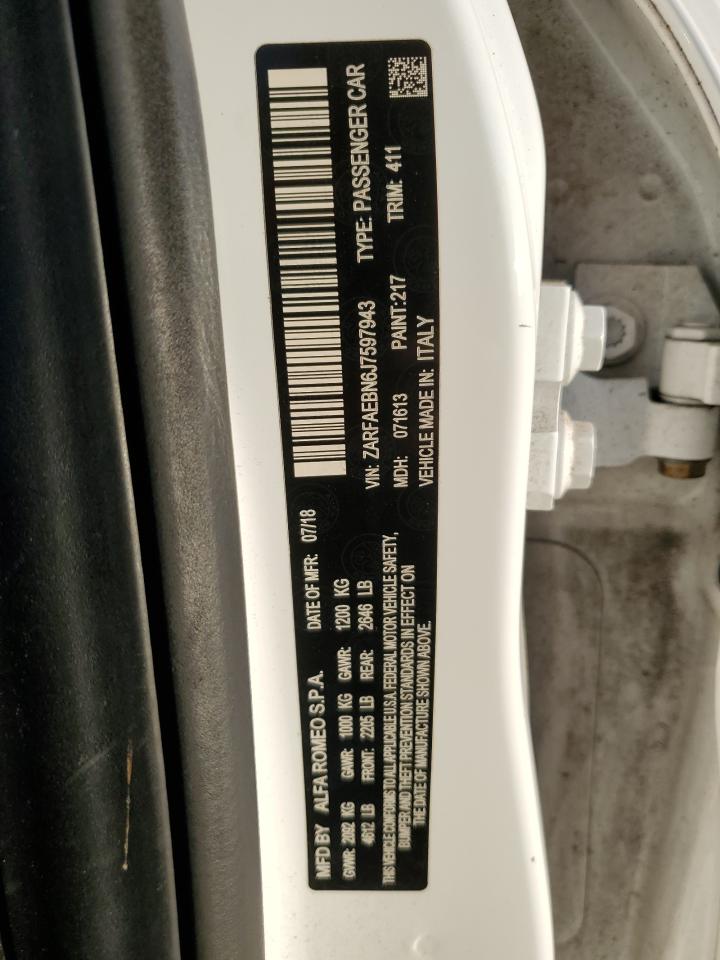 MFD BY ALFA ROMEO S.P.A. DATE OF MFR: 07/18
GVWR: 2092 KG GAWR: 1000 KG GAWR: 1200 KG
4612 LB FRONT: 2205 LB REAR: 2646 LB
THIS VEHICLE CONFORMS TO ALL APPLICABLE U.S.A. FEDERAL MOTOR VEHICLE SAFETY,
BUMPER AND THEFT PREVENTION STANDARDS IN EFFECT ON
THE DATE OF MANUFACTURE SHOWN ABOVE.
VIN: ZARFAEBN6J7597943 TYPE: PASSENGER CAR
MDH: 071613 PAINT:217 TRIM: 411
VEHICLE MADE IN: ITALY